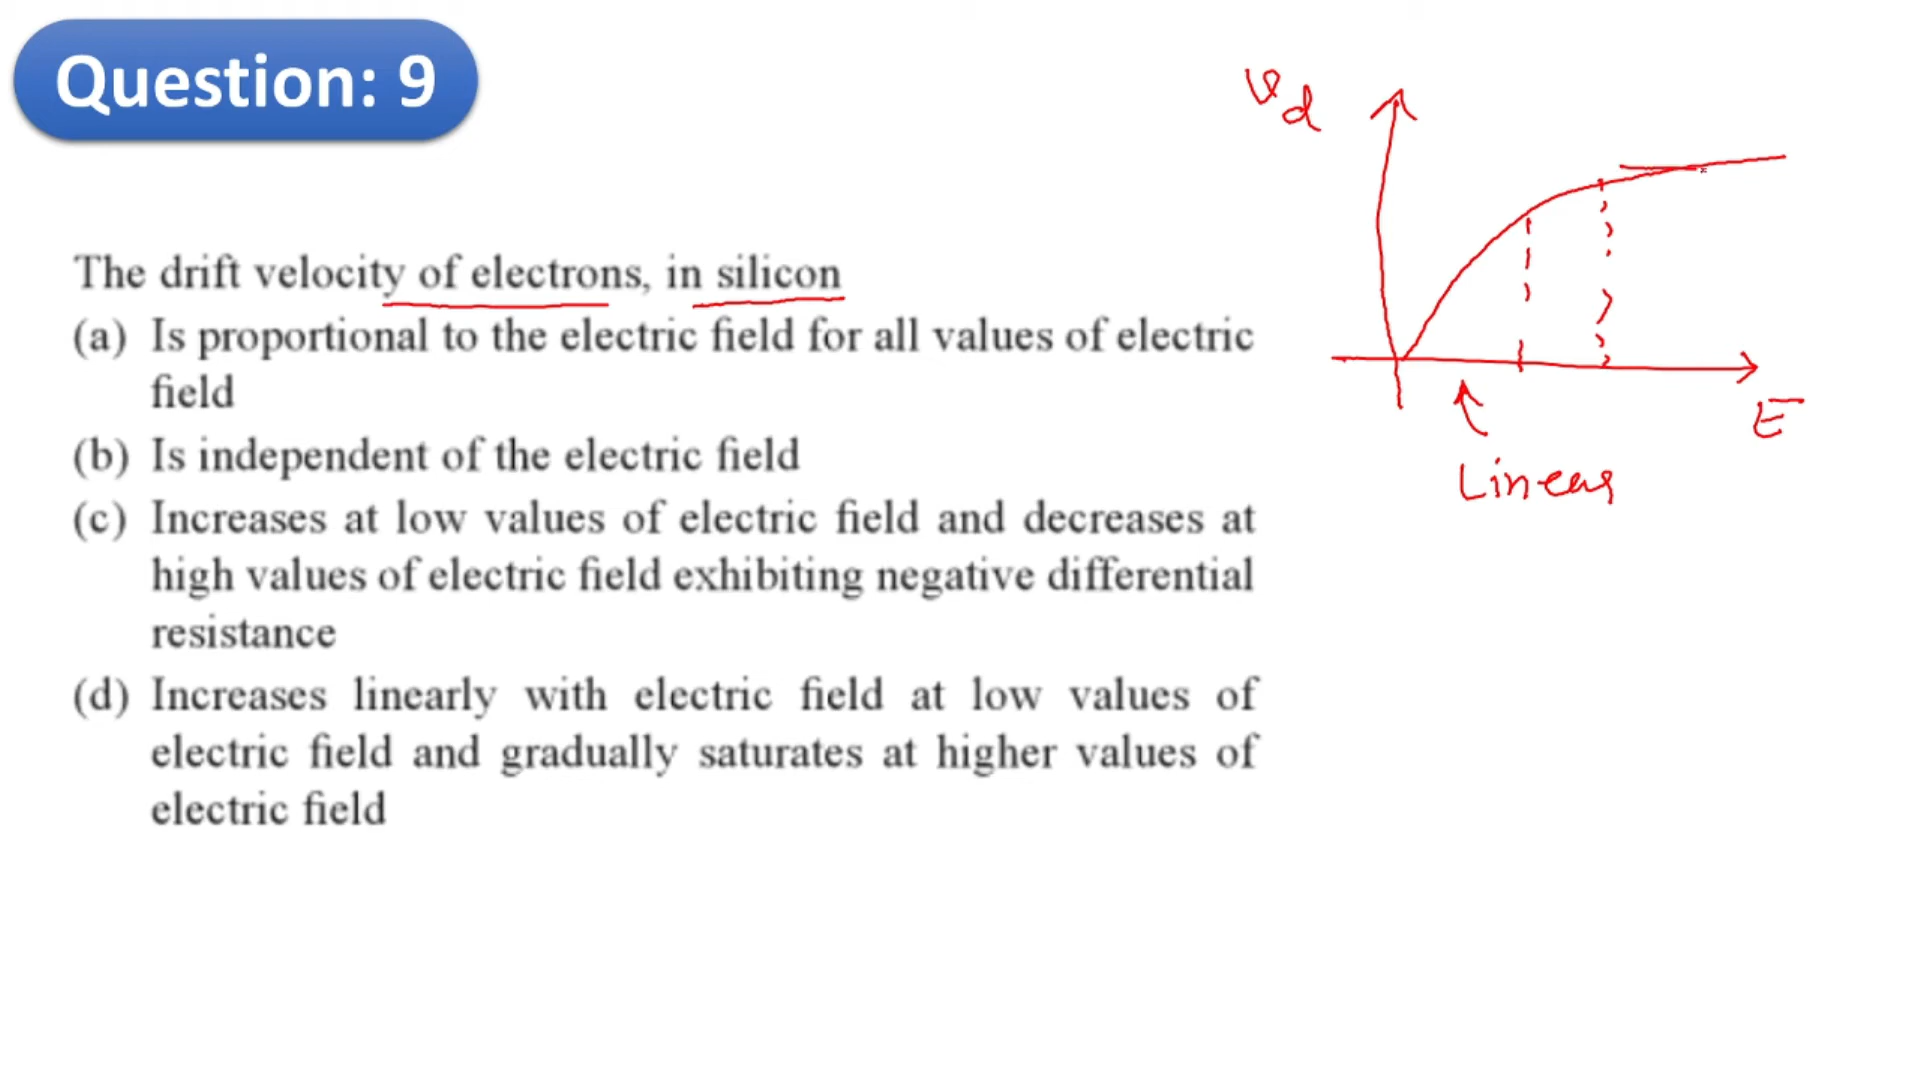 Question: 9
The drift velocity of electrons, in silicon
(a) Is proportional to the electric field for all values of electric
field
(b) Is independent of the electric field
(c) Increases at low values of electric field and decreases at
high values of electric field exhibiting negative differential
resistance
(d) Increases linearly with electric field at low values of
electric field and gradually saturates at higher values of
electric field
vd
E
Linear